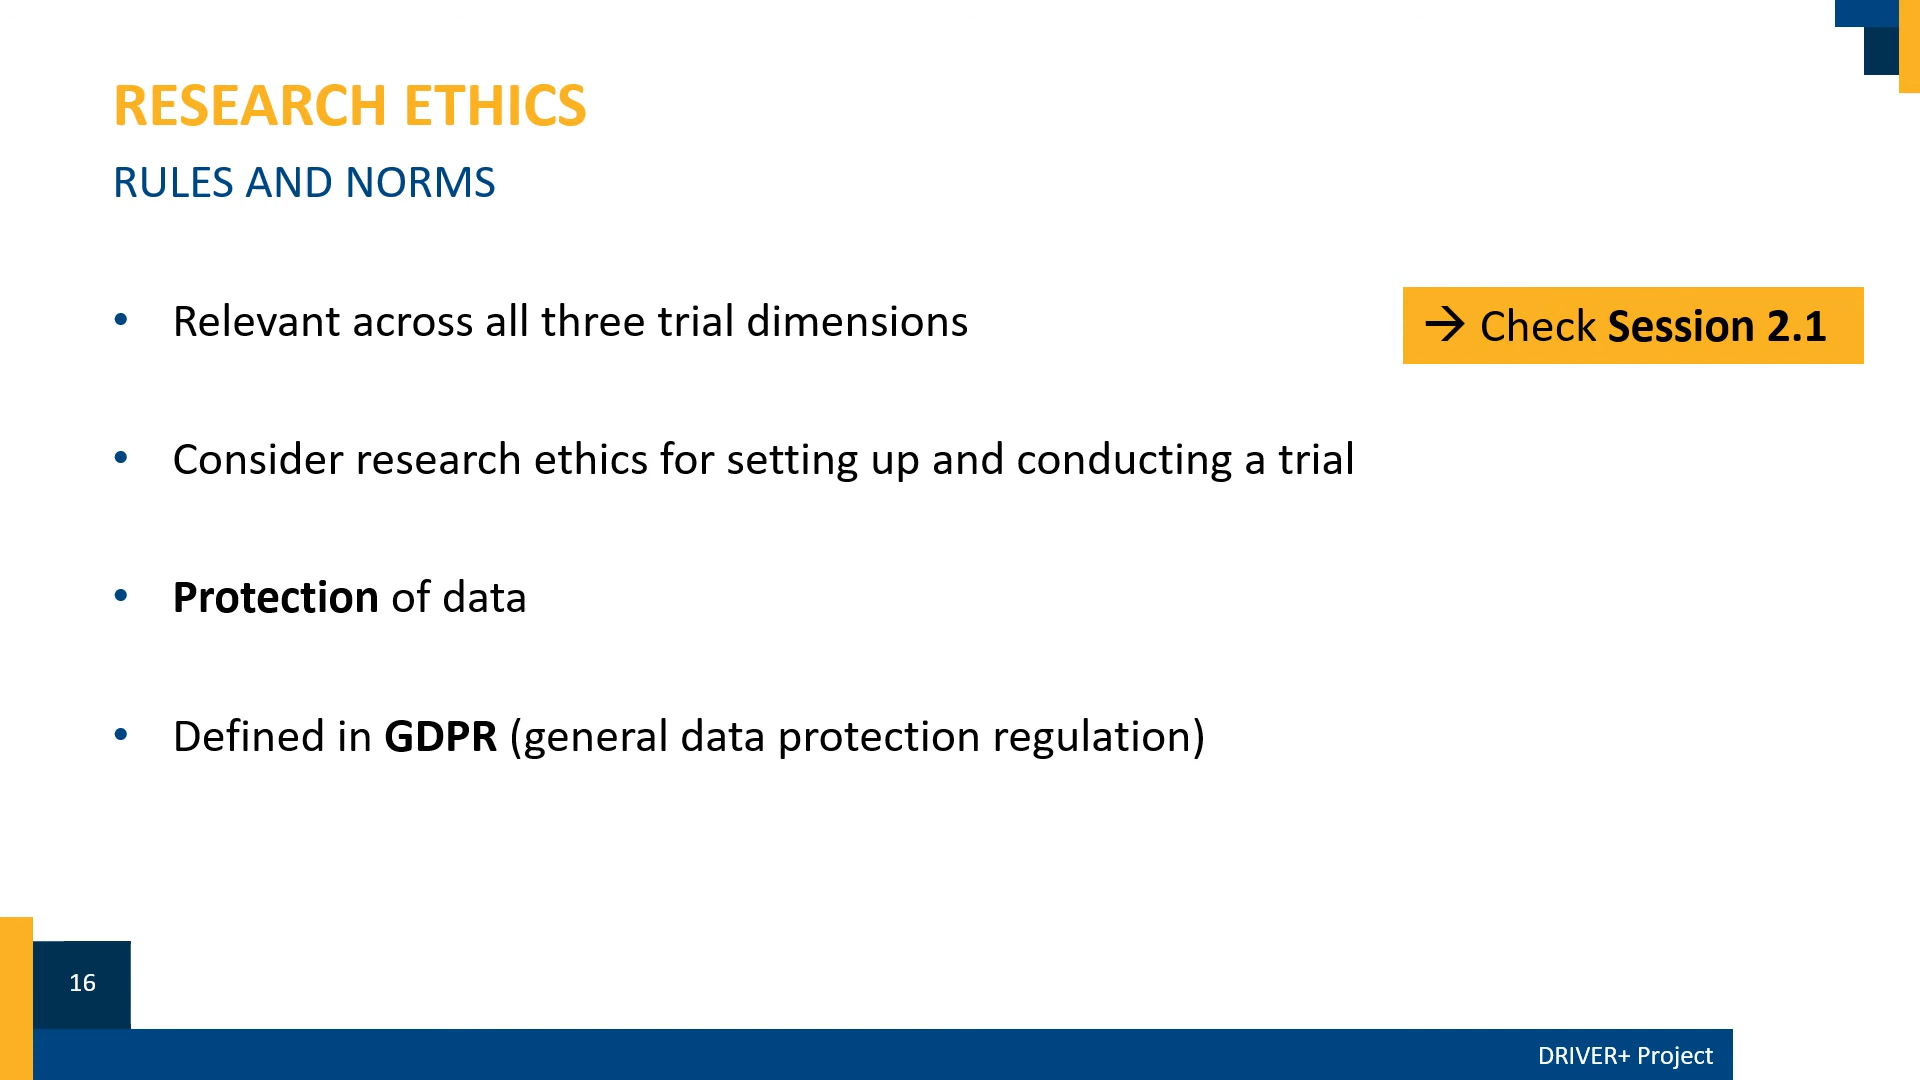 RESEARCH ETHICS
RULES AND NORMS
• Relevant across all three trial dimensions
→ Check Session 2.1
• Consider research ethics for setting up and conducting a trial
• Protection of data
• Defined in GDPR (general data protection regulation)
16
DRIVER+ Project